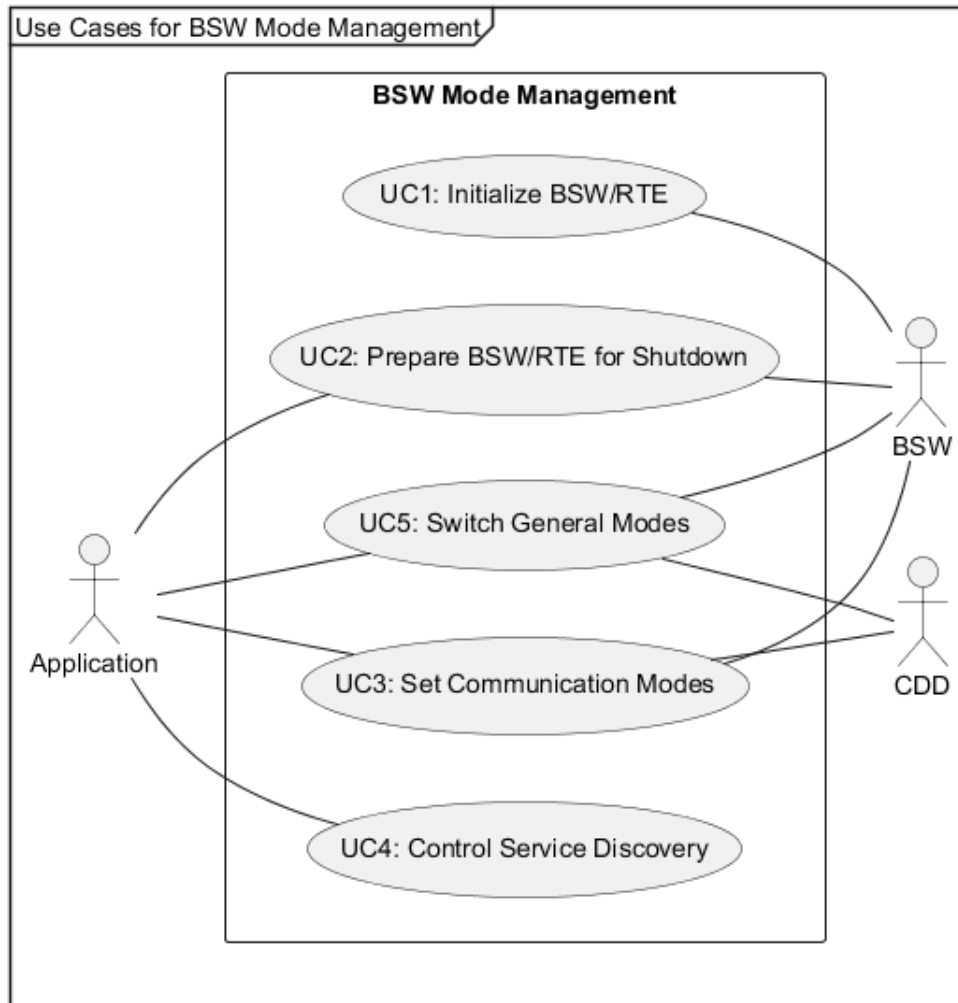 Use Cases for BSW Mode Management
BSW Mode Management
UC1: Initialize BSW/RTE
UC2: Prepare BSW/RTE for Shutdown
BSW
UC5: Switch General Modes
Application
UC3: Set Communication Modes
CDD
UC4: Control Service Discovery